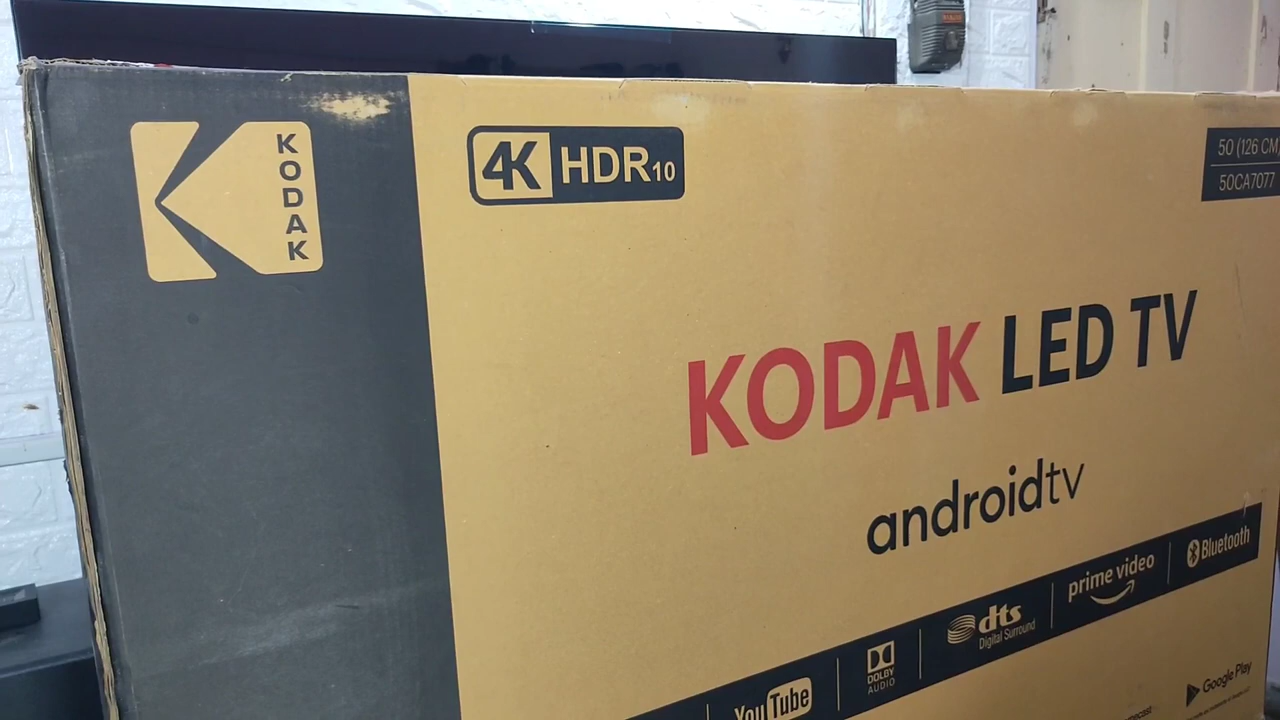 KODAK
4K HDR10
50 (126 CM
50CA7077
KODAK LED TV
androidtv
YouTube
DOLBY
AUDIO
dts
Digital Surround
prime video
Bluetooth
Google Play